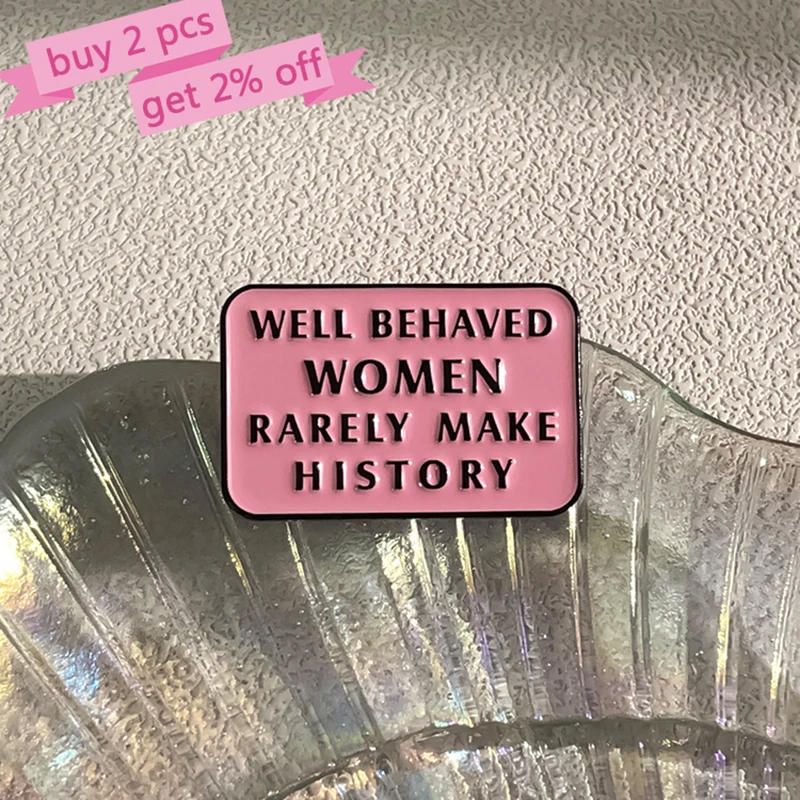 buy 2 pcs
get 2% off
WELL BEHAVED
WOMEN
RARELY MAKE
HISTORY